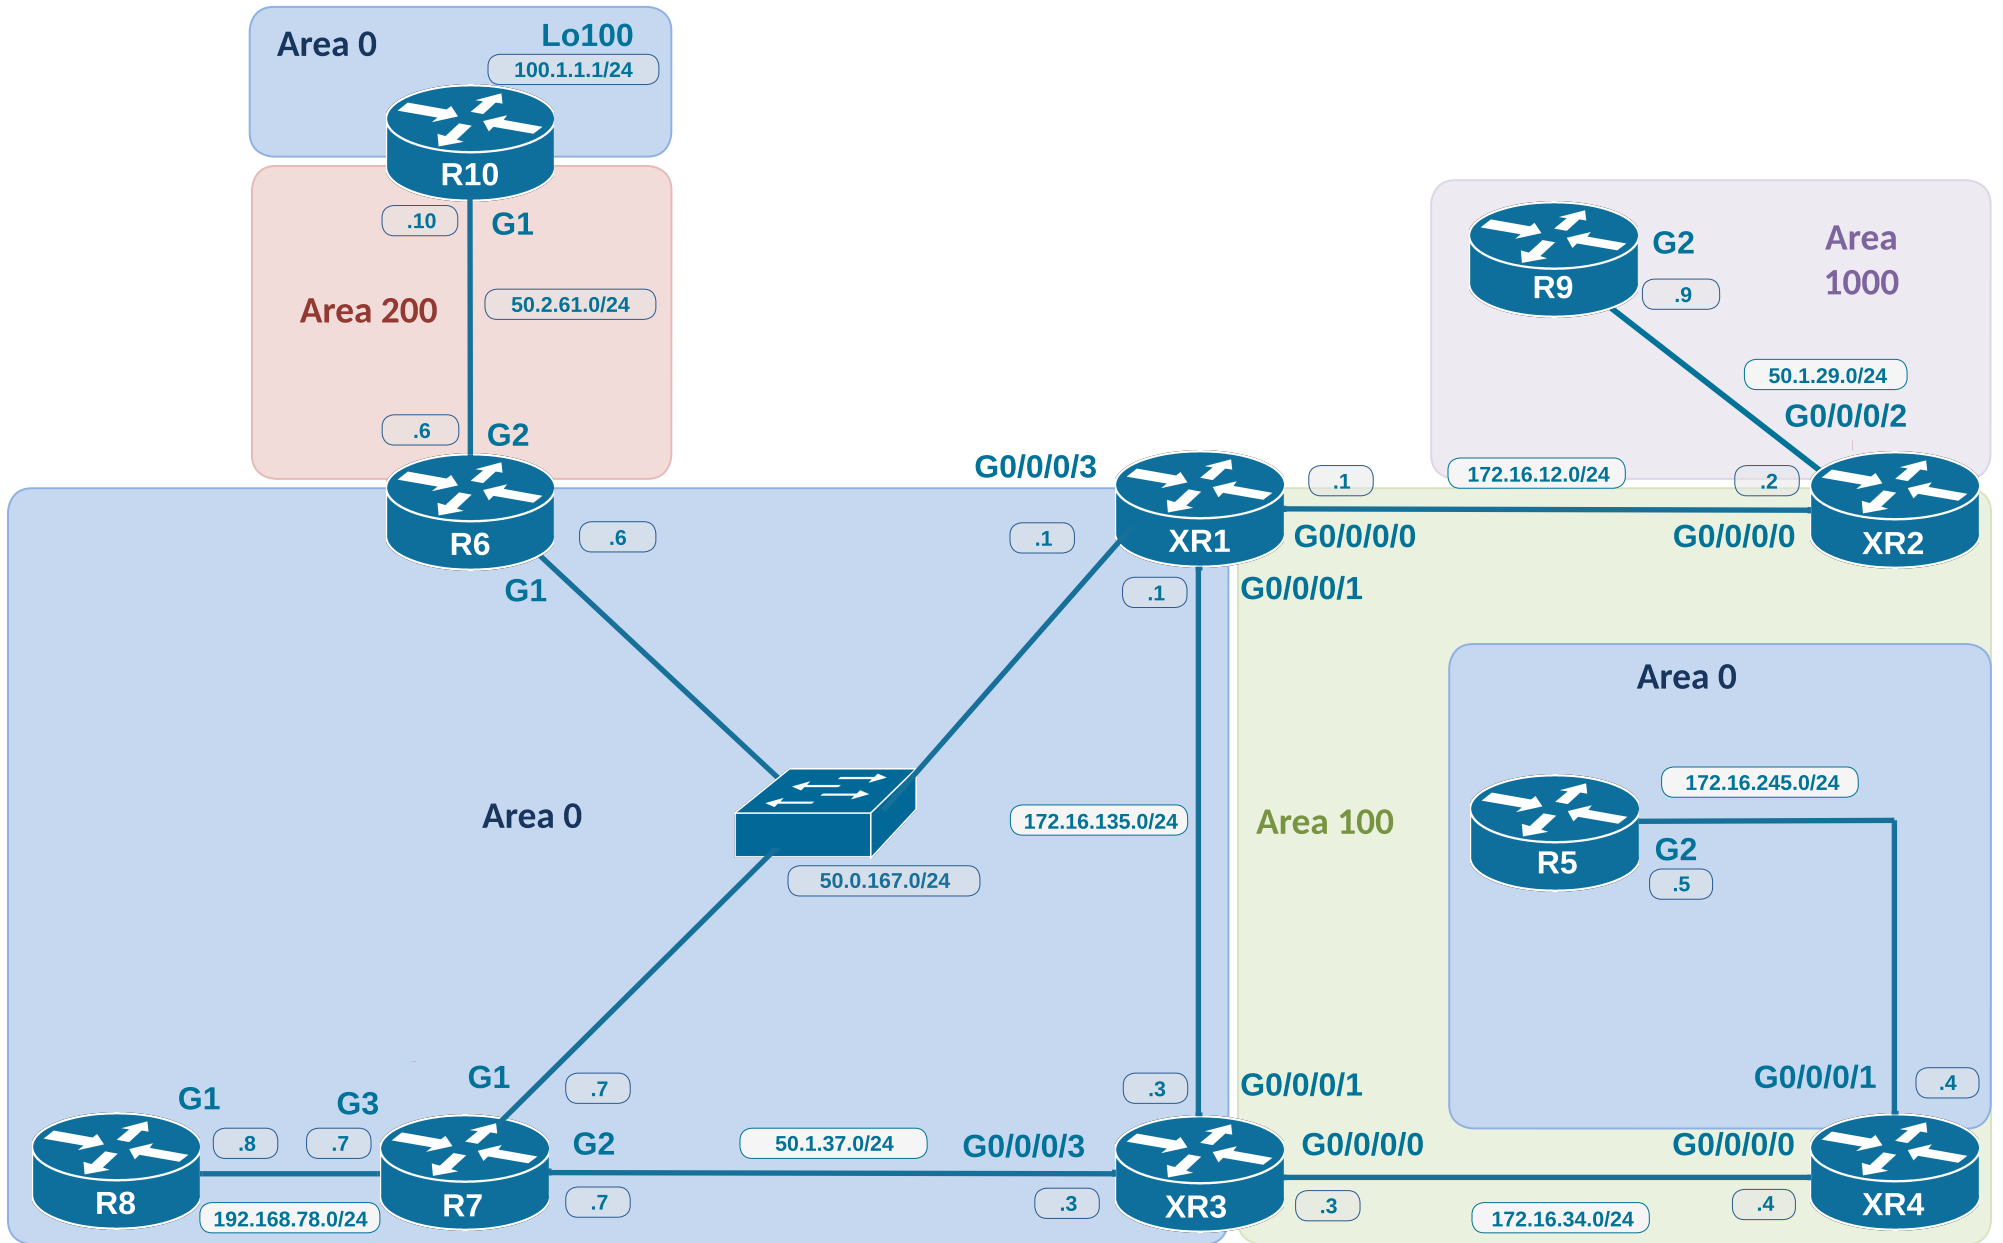 Area 0
Lo100
100.1.1.1/24
R10
.10
G1
Area 200
50.2.61.0/24
.6
G2
R6
.6
G1
R9
G2
.9
Area
1000
50.1.29.0/24
G0/0/0/2
G0/0/0/3
.1
XR1
.1
G0/0/0/0
172.16.12.0/24
.2
G0/0/0/0
XR2
.1
G0/0/0/1
Area 0
172.16.245.0/24
R5
G2
.5
Area 0
50.0.167.0/24
172.16.135.0/24
Area 100
G1
.8
R8
192.168.78.0/24
G3
.7
G1
.7
R7
G2
.7
50.1.37.0/24
G0/0/0/3
.3
.3
G0/0/0/1
XR3
G0/0/0/0
.3
172.16.34.0/24
G0/0/0/1
.4
G0/0/0/0
.4
XR4